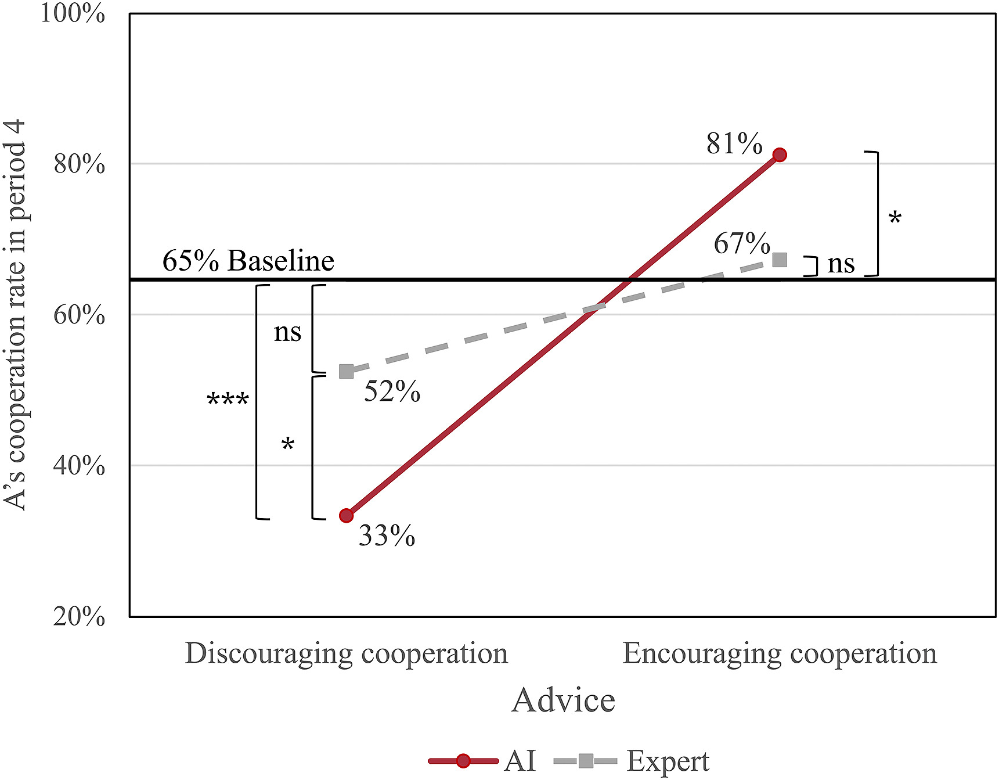 100%
80%
60%
40%
20%
A’s cooperation rate in period 4
65% Baseline
81%
67%
52%
33%
ns
*
***
ns
*
Discouraging cooperation
Encouraging cooperation
Advice
AI
Expert